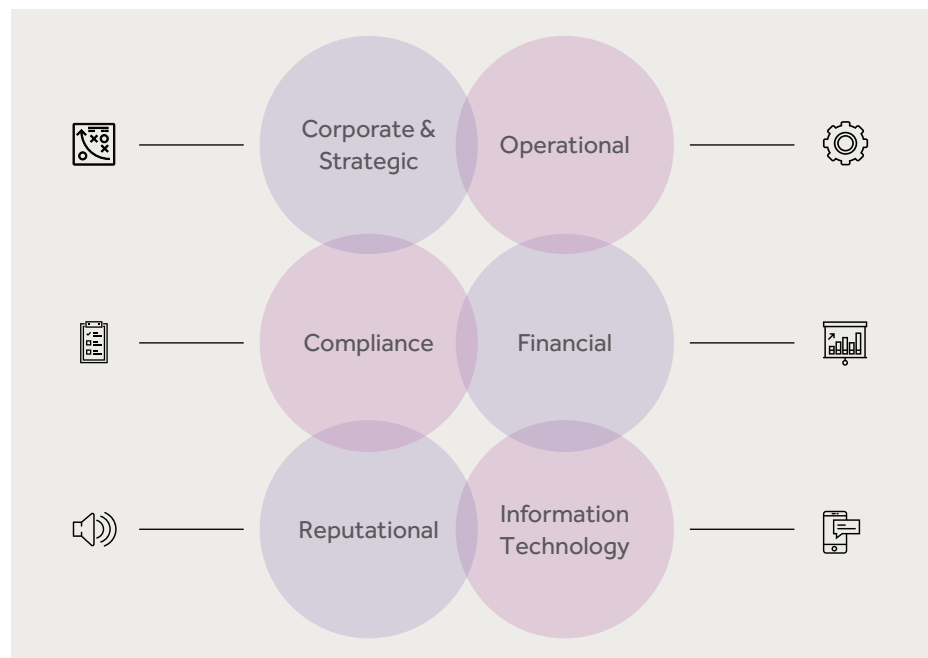 Corporate &
Strategic
Operational
Compliance
Financial
Reputational
Information
Technology